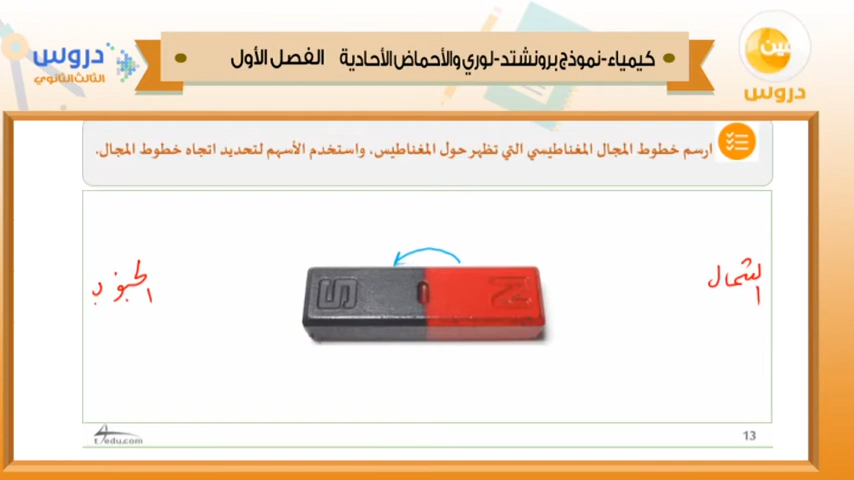 كيمياء-نموذج برونشتد-لوري والأحماض الأحادية الفصل الأول
عين
دروس
دروس
الثالث الثانوي
ارسم خطوط المجال المغناطيسي التي تظهر حول المغناطيس، واستخدم الأسهم لتحديد اتجاه خطوط المجال.
الشمال
الجنوب
S
N
t4edu.com
13